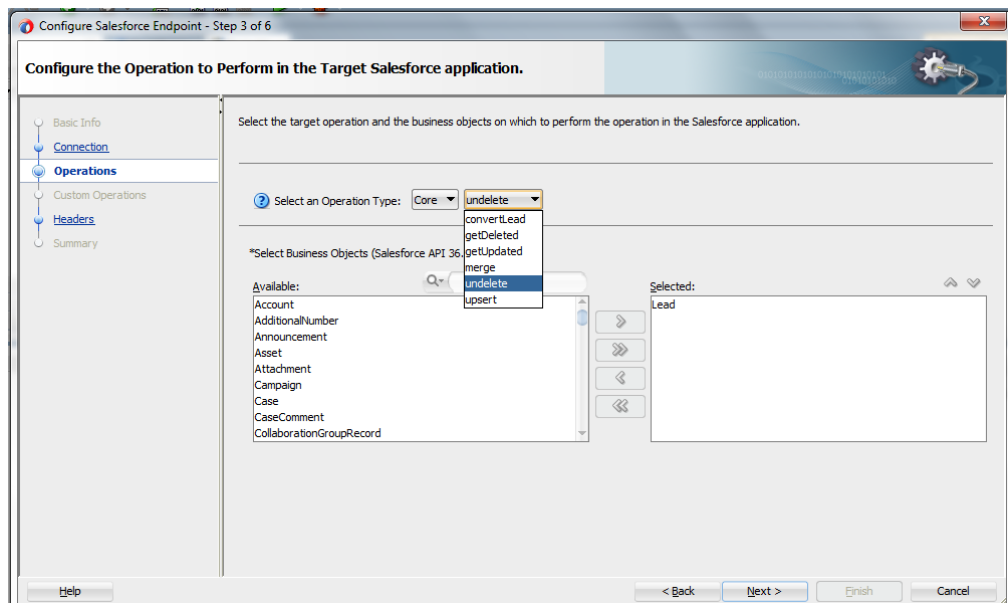 Configure Salesforce Endpoint - Step 3 of 6
Configure the Operation to Perform in the Target Salesforce application.
Basic Info
Connection
Operations
Custom Operations
Headers
Summary
Select the target operation and the business objects on which to perform the operation in the Salesforce application.
Select an Operation Type: Core undelete
convertLead
getDeleted
getUpdated
merge
undelete
upsert
*Select Business Objects (Salesforce API 36.
Available:
Account
AdditionalNumber
Announcement
Asset
Attachment
Campaign
Case
CaseComment
CollaborationGroupRecord
Selected:
Lead
Help
< Back
Next >
Finish
Cancel